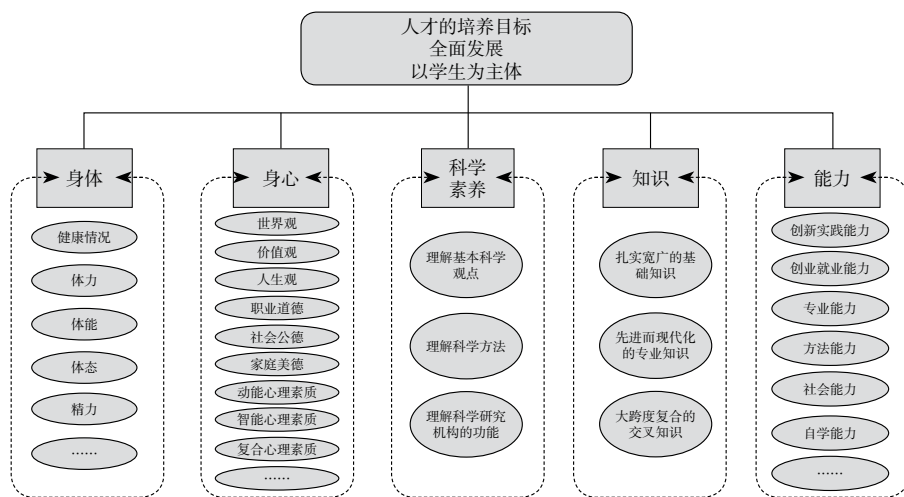 人才的培养目标
全面发展
以学生为主体
身体
健康情况
体力
体能
体态
精力
……
身心
世界观
价值观
人生观
职业道德
社会公德
家庭美德
动能心理素质
智能心理素质
复合心理素质
……
科学
素养
理解基本科学
观点
理解科学方法
理解科学研究
机构的功能
知识
扎实宽广的基
础知识
先进而现代化
的专业知识
大跨度复合的
交叉知识
能力
创新实践能力
创业就业能力
专业能力
方法能力
社会能力
自学能力
……